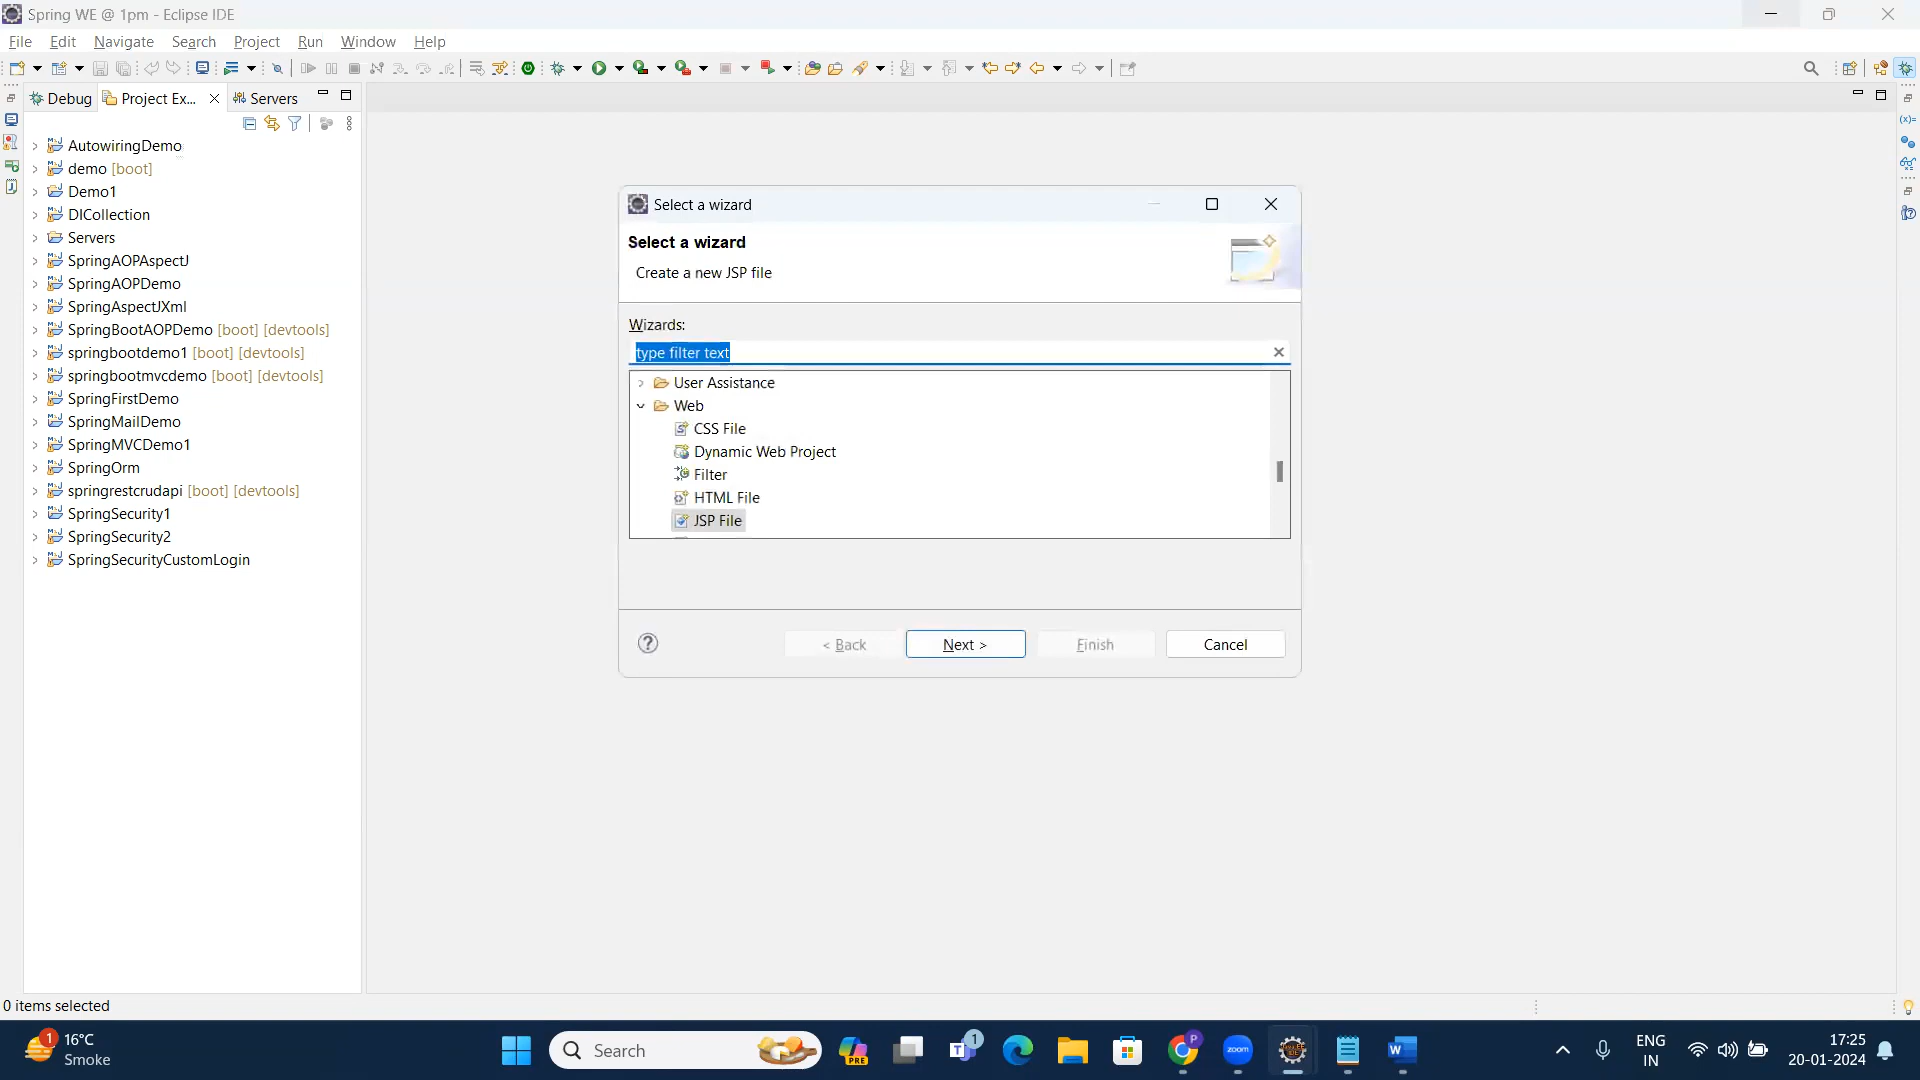 Spring WE @ 1pm - Eclipse IDE
File Edit Navigate Search Project Run Window Help
Debug Project Ex... Servers
AutowiringDemo
demo [boot]
Demo1
DICollection
Servers
SpringAOPAspectJ
SpringAOPDemo
SpringAspectJXml
SpringBootAOPDemo [boot] [devtools]
springbootdemo1 [boot] [devtools]
springbootmvcdemo [boot] [devtools]
SpringFirstDemo
SpringMailDemo
SpringMVCDemo1
SpringOrm
springrestcrudapi [boot] [devtools]
SpringSecurity1
SpringSecurity2
SpringSecurityCustomLogin
Select a wizard
Select a wizard
Create a new JSP file
Wizards:
type filter text
User Assistance
Web
CSS File
Dynamic Web Project
Filter
HTML File
JSP File
< Back Next > Finish Cancel
0 items selected
1
16°C
Smoke
Search
PRE
1
P
zoom
ENG
IN
17:25
20-01-2024